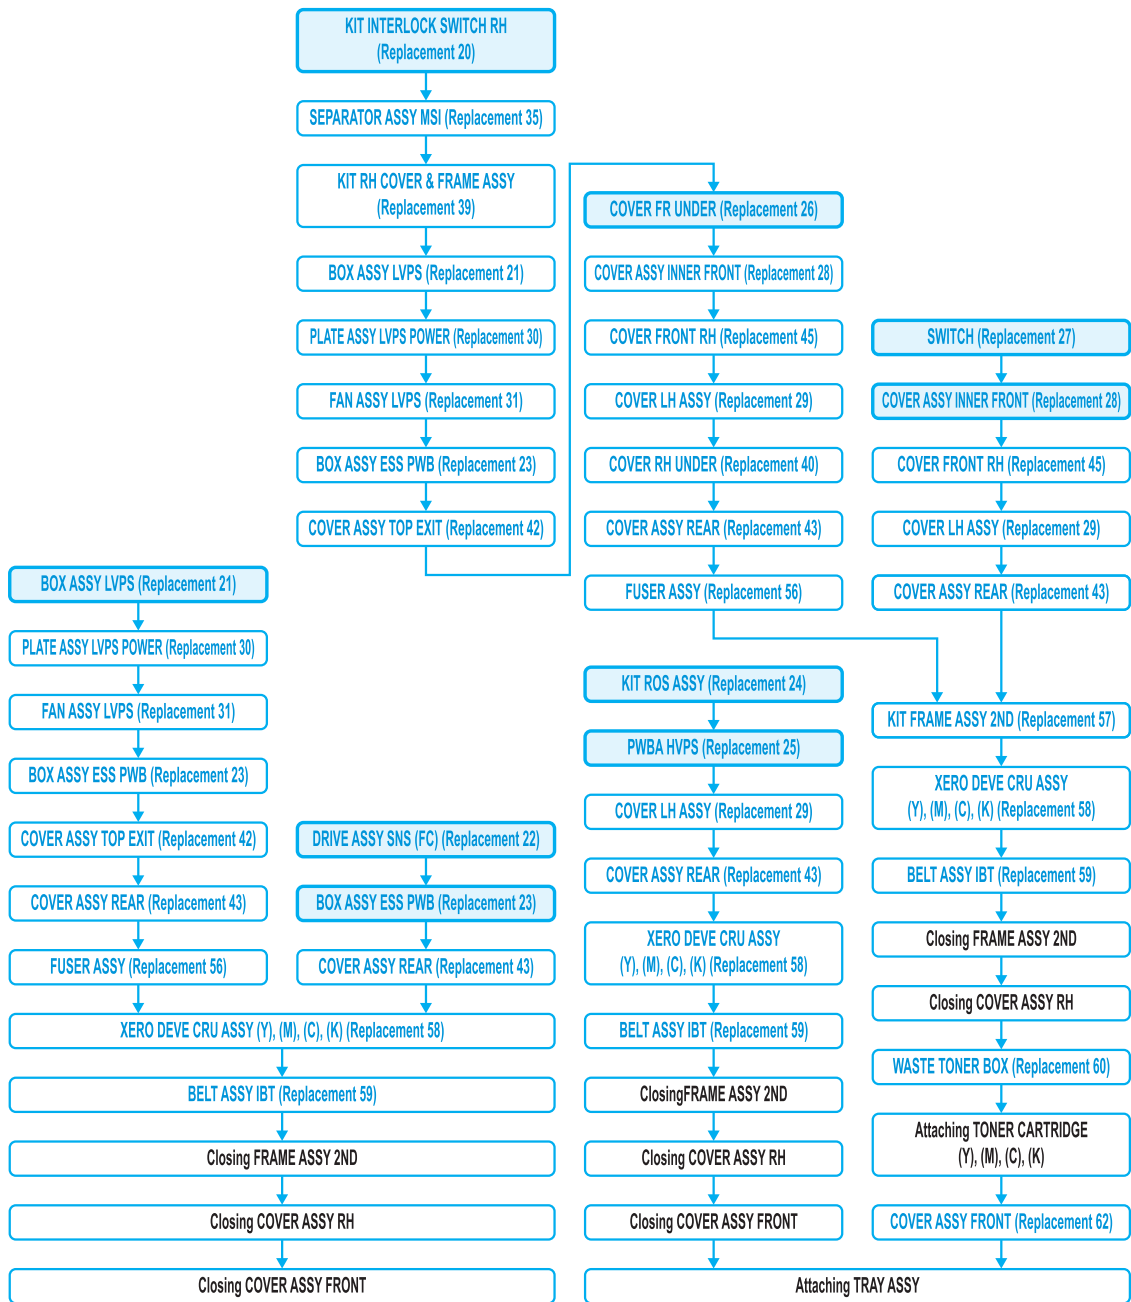 KIT INTERLOCK SWITCH RH
(Replacement 20)
SEPARATOR ASSY MSI (Replacement 35)
KIT RH COVER & FRAME ASSY
(Replacement 39)
BOX ASSY LVPS (Replacement 21)
PLATE ASSY LVPS POWER (Replacement 30)
FAN ASSY LVPS (Replacement 31)
BOX ASSY ESS PWB (Replacement 23)
COVER ASSY TOP EXIT (Replacement 42)
COVER FR UNDER (Replacement 26)
COVER ASSY INNER FRONT (Replacement 28)
COVER FRONT RH (Replacement 45)
COVER LH ASSY (Replacement 29)
COVER RH UNDER (Replacement 40)
COVER ASSY REAR (Replacement 43)
FUSER ASSY (Replacement 56)
SWITCH (Replacement 27)
COVER ASSY INNER FRONT (Replacement 28)
COVER FRONT RH (Replacement 45)
COVER LH ASSY (Replacement 29)
COVER ASSY REAR (Replacement 43)
KIT FRAME ASSY 2ND (Replacement 57)
XERO DEVE CRU ASSY
(Y), (M), (C), (K) (Replacement 58)
BELT ASSY IBT (Replacement 59)
Closing FRAME ASSY 2ND
Closing COVER ASSY RH
WASTE TONER BOX (Replacement 60)
Attaching TONER CARTRIDGE
(Y), (M), (C), (K)
COVER ASSY FRONT (Replacement 62)
BOX ASSY LVPS (Replacement 21)
PLATE ASSY LVPS POWER (Replacement 30)
FAN ASSY LVPS (Replacement 31)
BOX ASSY ESS PWB (Replacement 23)
COVER ASSY TOP EXIT (Replacement 42)
COVER ASSY REAR (Replacement 43)
FUSER ASSY (Replacement 56)
DRIVE ASSY SNS (FC) (Replacement 22)
BOX ASSY ESS PWB (Replacement 23)
COVER ASSY REAR (Replacement 43)
XERO DEVE CRU ASSY (Y), (M), (C), (K) (Replacement 58)
BELT ASSY IBT (Replacement 59)
Closing FRAME ASSY 2ND
Closing COVER ASSY RH
Closing COVER ASSY FRONT
KIT ROS ASSY (Replacement 24)
PWBA HVPS (Replacement 25)
COVER LH ASSY (Replacement 29)
COVER ASSY REAR (Replacement 43)
XERO DEVE CRU ASSY
(Y), (M), (C), (K) (Replacement 58)
BELT ASSY IBT (Replacement 59)
ClosingFRAME ASSY 2ND
Closing COVER ASSY RH
Closing COVER ASSY FRONT
Attaching TRAY ASSY